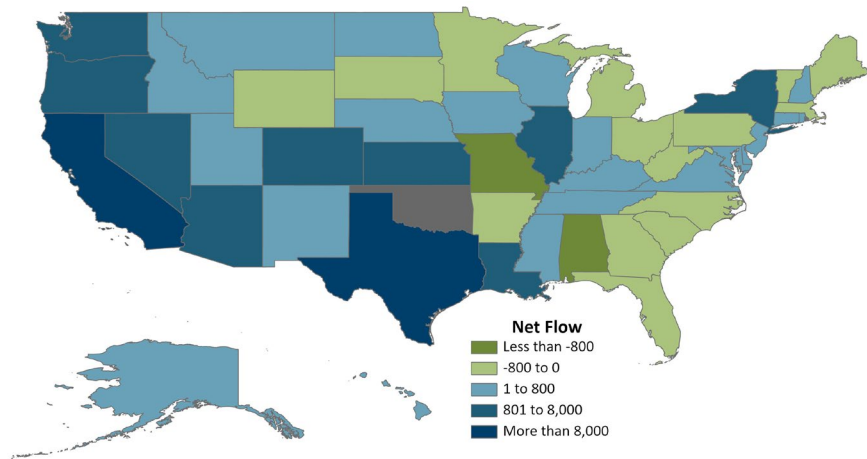 Net Flow
Less than -800
-800 to 0
1 to 800
801 to 8,000
More than 8,000